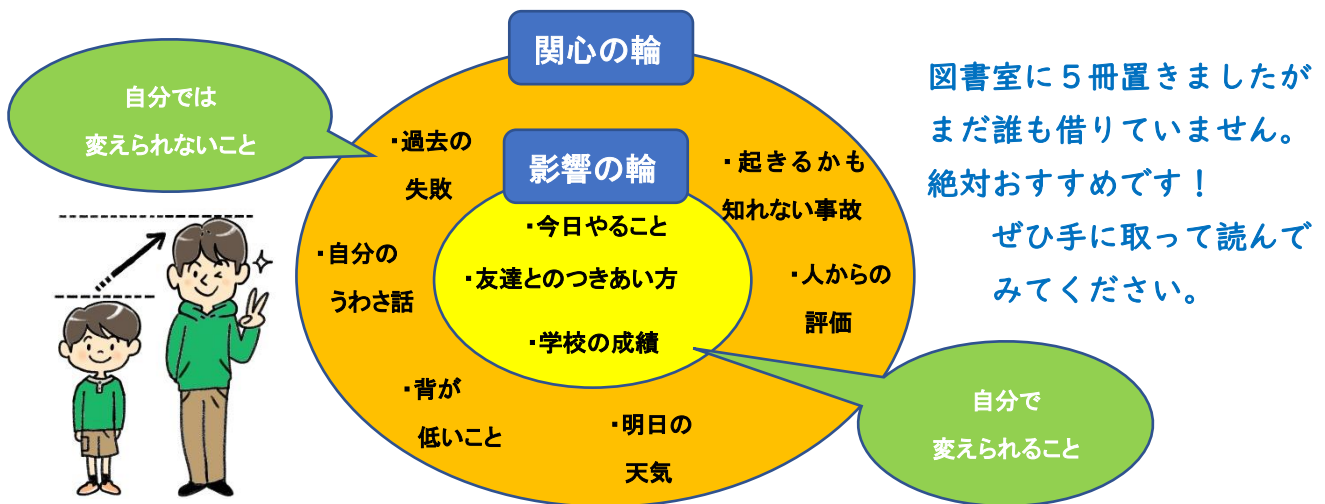 関心の輪
自分では
変えられないこと
・過去の
失敗
影響の輪
・起きるかも
知れない事故
・今日やること
・自分の
うわさ話
・友達とのつきあい方
・人からの
評価
・学校の成績
・背が
低いこと
・明日の
天気
自分で
変えられること
図書室に５冊置きましたが
まだ誰も借りていません。
絶対おすすめです！
ぜひ手に取って読んで
みてください。